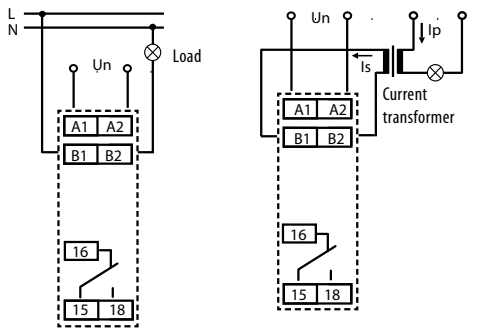 L
N
Load
Un
A1 A2
B1 B2
16
15 18
Un
Ip
Is
Current
transformer
A1 A2
B1 B2
16
15 18